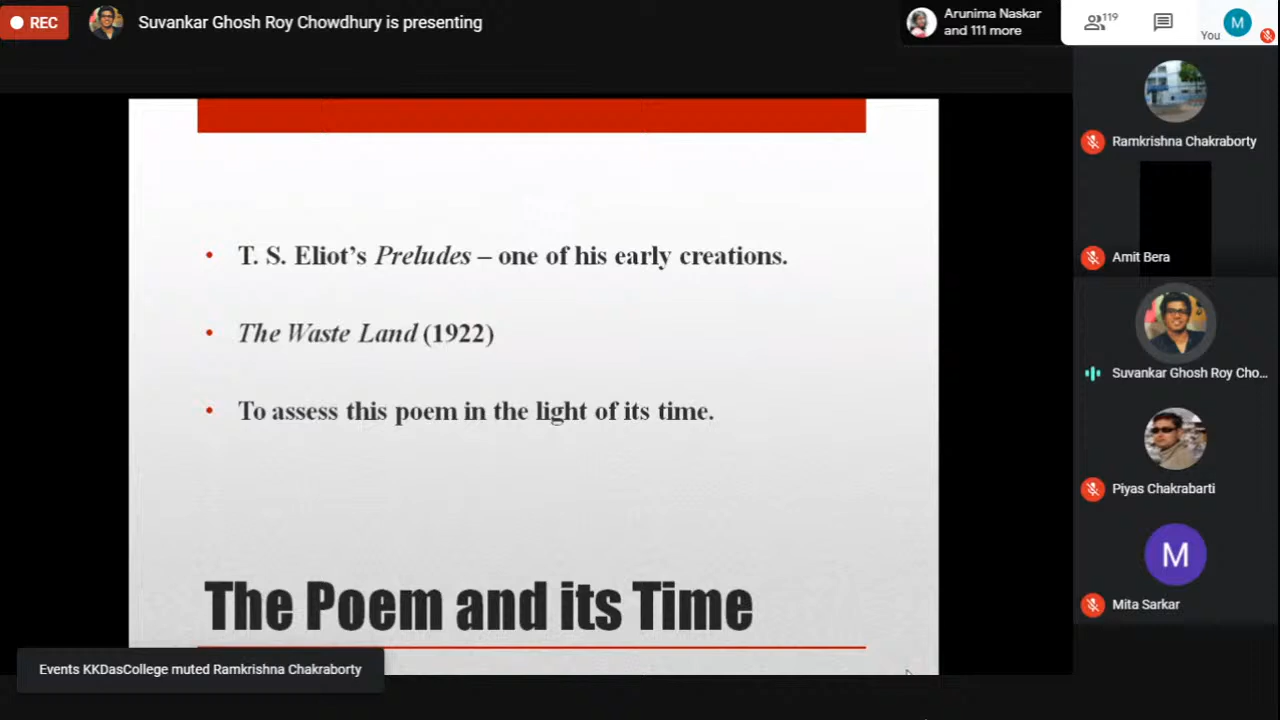 REC
Suvankar Ghosh Roy Chowdhury is presenting
Arunima Naskar
and 111 more
119
You
M
Ramkrishna Chakraborty
Amit Bera
Suvankar Ghosh Roy Cho...
Piyas Chakrabarti
M
Mita Sarkar
• T. S. Eliot’s Preludes – one of his early creations.
• The Waste Land (1922)
• To assess this poem in the light of its time.
The Poem and its Time
Events KKDasCollege muted Ramkrishna Chakraborty